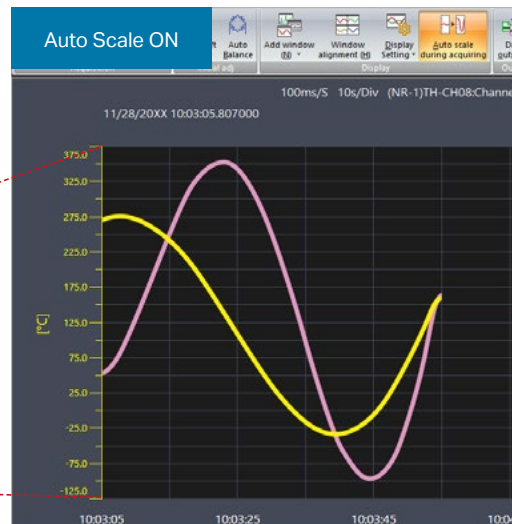 Auto Scale ON
Auto
Balance
Add window
(N)
Window
alignment (H)
Display
Setting
Auto scale
during acquiring
Display
100ms/S 10s/Div (NR-1)TH-CH08:Channe
11/28/20XX 10:03:05.807000
375.0
325.0
275.0
225.0
175.0
125.0
75.0
25.0
-25.0
-75.0
-125.0
[°C]
10:03:05
10:03:25
10:03:45
10:0